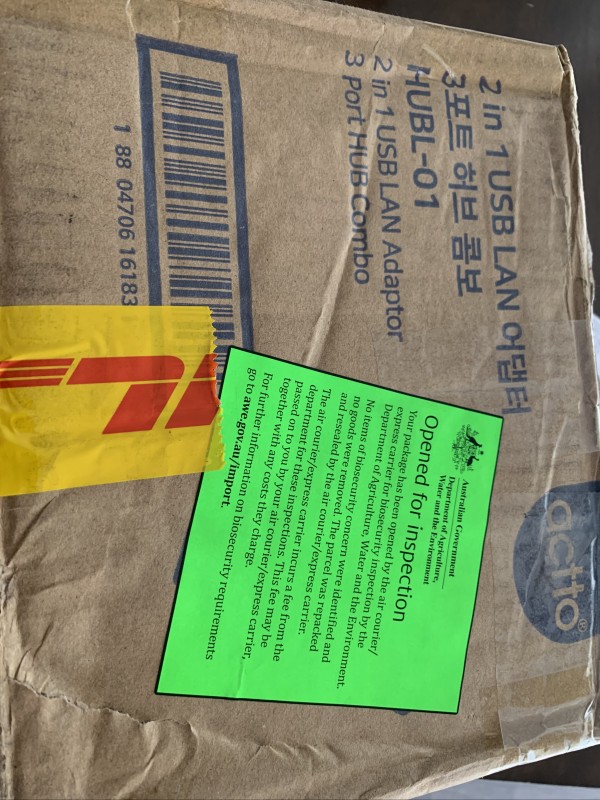 2 in 1 USB LAN 어댑터
3포트 허브 콤보
HUBL-01
2 in 1 USB LAN Adaptor
3 Port HUB Combo
1 88 04706 16183
actto®
Australian Government
Department of Agriculture,
Water and the Environment
Opened for inspection
Your package has been opened by the air courier/
express carrier for biosecurity inspection by the
Department of Agriculture, Water and the Environment.
No items of biosecurity concern were identified and
no goods were removed. The parcel was repacked
and resealed by the air courier/express carrier.
The air courier/express carrier incurs a fee from the
department for these inspections. This fee may be
passed on to you by your air courier/express carrier,
together with any costs they charge.
For further information on biosecurity requirements
go to awe.gov.au/import.